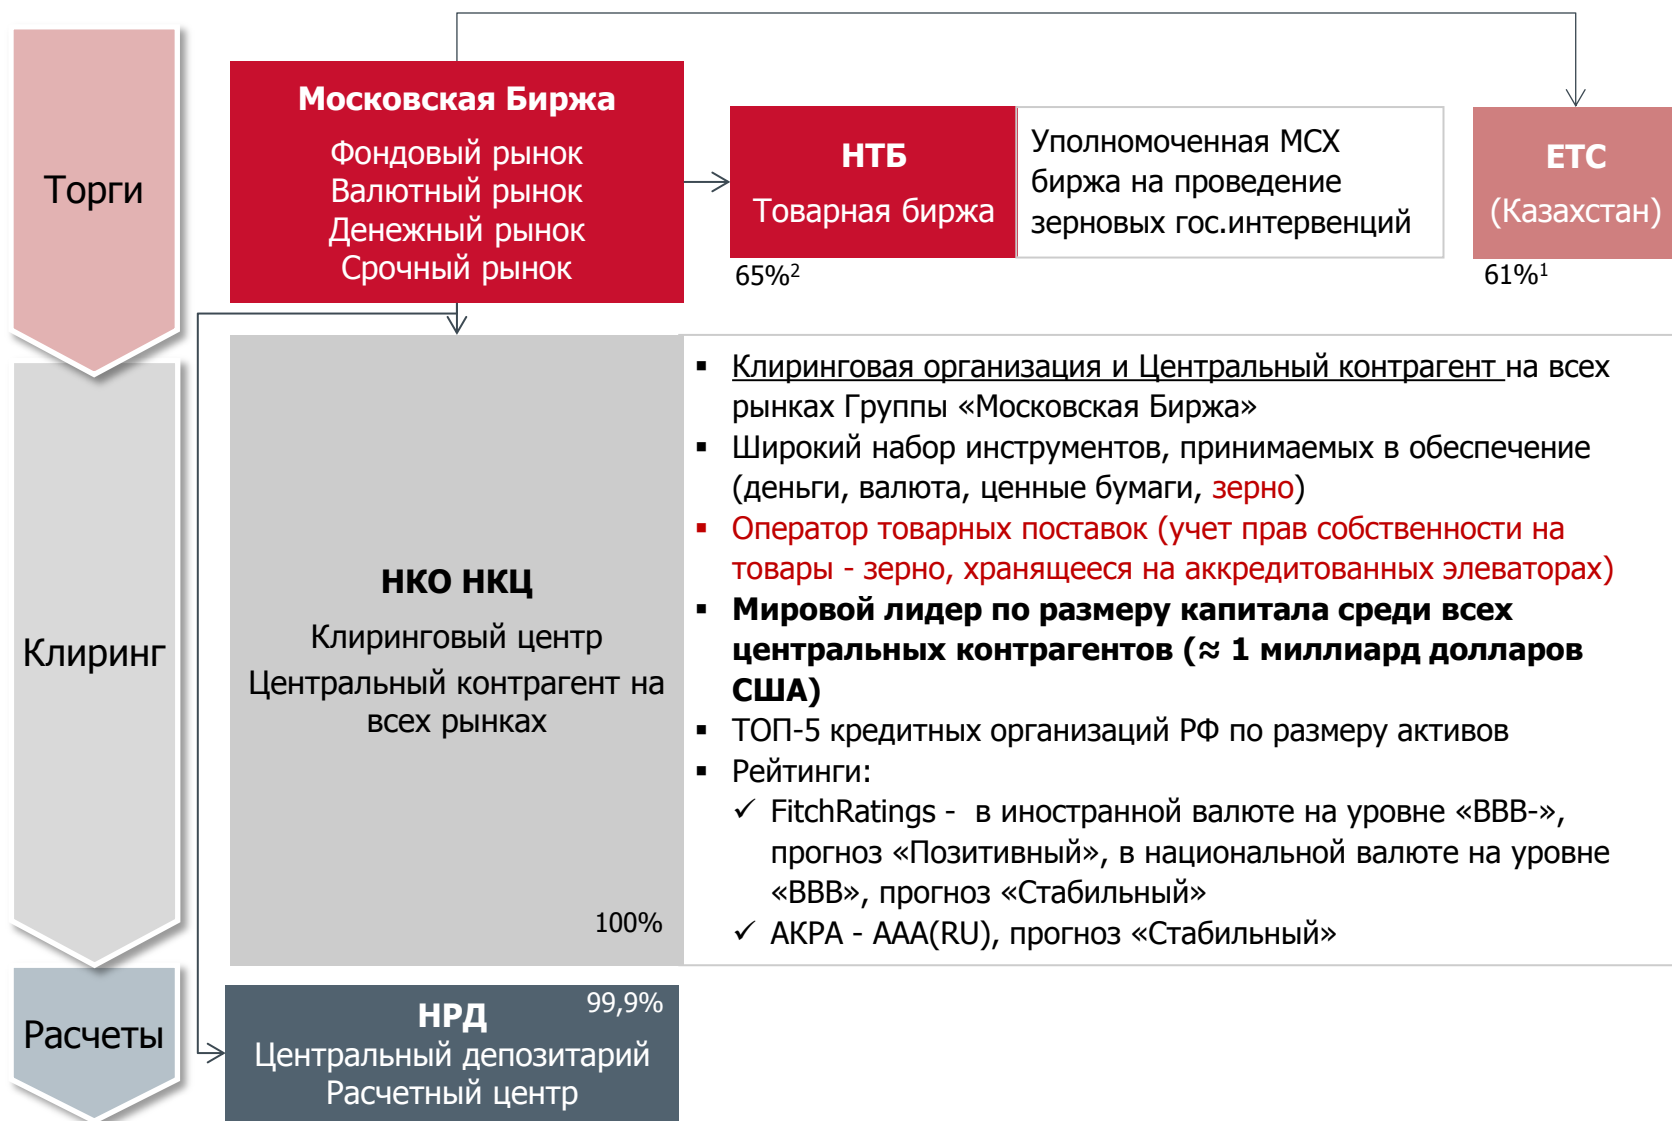 Торги
Московская Биржа
Фондовый рынок
Валютный рынок
Денежный рынок
Срочный рынок
НТБ
Товарная биржа
65%²
Уполномоченная МСХ
биржа на проведение
зерновых гос.интервенций
ЕТС
(Казахстан)
61%¹
Клиринг
НКО НКЦ
Клиринговый центр
Центральный контрагент на
всех рынках
100%
▪ Клиринговая организация и Центральный контрагент на всех
рынках Группы «Московская Биржа»
▪ Широкий набор инструментов, принимаемых в обеспечение
(деньги, валюта, ценные бумаги, зерно)
▪ Оператор товарных поставок (учет прав собственности на
товары - зерно, хранящееся на аккредитованных элеваторах)
▪ Мировой лидер по размеру капитала среди всех
центральных контрагентов (≈ 1 миллиард долларов
США)
▪ ТОП-5 кредитных организаций РФ по размеру активов
▪ Рейтинги:
✓ FitchRatings - в иностранной валюте на уровне «BBB-»,
прогноз «Позитивный», в национальной валюте на уровне
«BBB», прогноз «Стабильный»
✓ АКРА - AAA(RU), прогноз «Стабильный»
Расчеты
НРД
99,9%
Центральный депозитарий
Расчетный центр